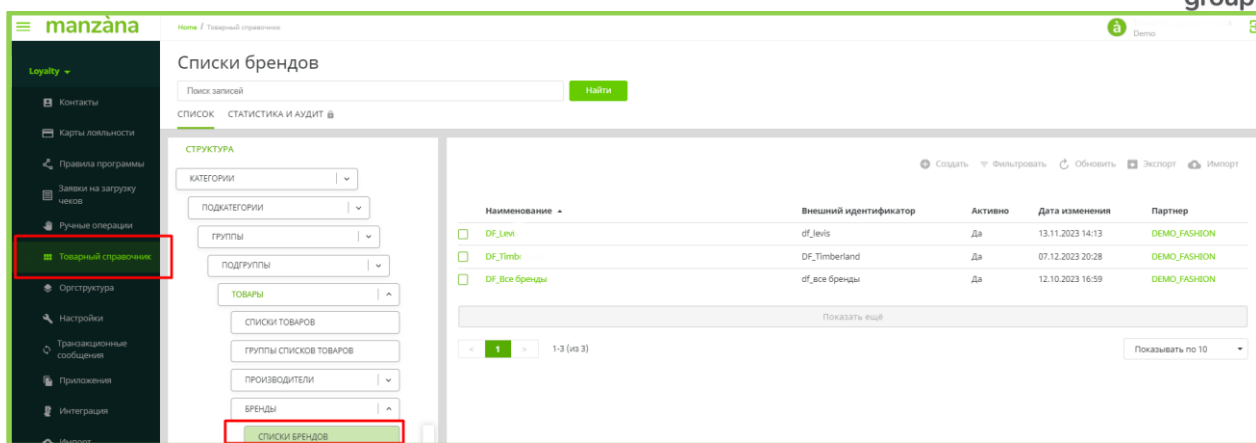 group
manzàna
Home / Товарный справочник
Demo
Loyalty
Контакты
Карты лояльности
Правила программы
Заявки на загрузку
чеков
Ручные операции
Товарный справочник
Оргструктура
Настройки
Транзакционные
сообщения
Приложения
Интеграция
Импорт
Списки брендов
Поиск записей
Найти
СПИСОК СТАТИСТИКА И АУДИТ
СТРУКТУРА
КАТЕГОРИИ
ПОДКАТЕГОРИИ
ГРУППЫ
ПОДГРУППЫ
ТОВАРЫ
СПИСКИ ТОВАРОВ
ГРУППЫ СПИСКОВ ТОВАРОВ
ПРОИЗВОДИТЕЛИ
БРЕНДЫ
СПИСКИ БРЕНДОВ
Создать Фильтровать Обновить Экспорт Импорт
Наименование Внешний идентификатор Активно Дата изменения Партнер
DF_Levi df_levis Да 13.11.2023 14:13 DEMO_FASHION
DF_Timb DF_Timberland Да 07.12.2023 20:28 DEMO_FASHION
DF_Все бренды df_все бренды Да 12.10.2023 16:59 DEMO_FASHION
Показать ещё
< 1 > 1-3 (из 3) Показывать по 10